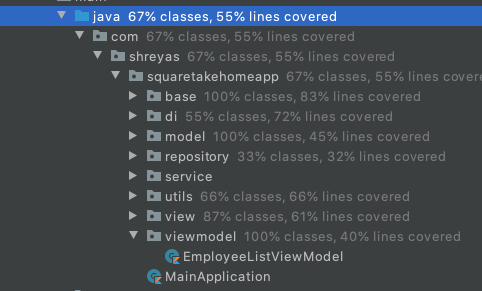 java 67% classes, 55% lines covered
com 67% classes, 55% lines covered
shreyas 67% classes, 55% lines covered
squaretakehomeapp 67% classes, 55% lines covered
base 100% classes, 83% lines covered
di 55% classes, 72% lines covered
model 100% classes, 45% lines covered
repository 33% classes, 32% lines covered
service
utils 66% classes, 66% lines covered
view 87% classes, 61% lines covered
viewmodel 100% classes, 40% lines covered
EmployeeListViewModel
MainApplication